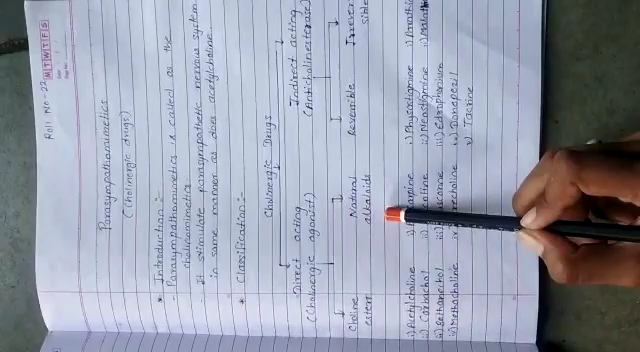 Roll No-22
M T W T F S
Parasympathomimetics
(Cholinergic drugs)
* Introduction :-
- Parasympathomimetics is called as the
cholinomimetics.
- It stimulate parasympathetic nervous system
in same manner as does acetylcholine.
* Classification :-
Cholinergic Drugs
Direct acting
(Cholinergic agonist)
Indirect acting
(Anticholinesterase)
Choline
esters
Natural
alkaloids
Reversible
i) Acetylcholine
ii) Carbachol
iii) Bethanechol
iv) Methacholine
i) Physostigmine
ii) Neostigmine
iii) Edrophonium
iv) Donepezil
v) Tacrine